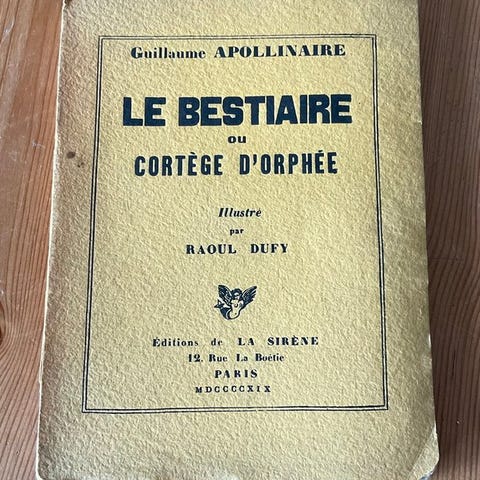 Guillaume APOLLINAIRE
LE BESTIAIRE
OU
CORTÈGE D'ORPHÉE
Illustré
par
RAOUL DUFY
Éditions de LA SIRÈNE
12, Rue La Boëtie
PARIS
MDCCCCXIX